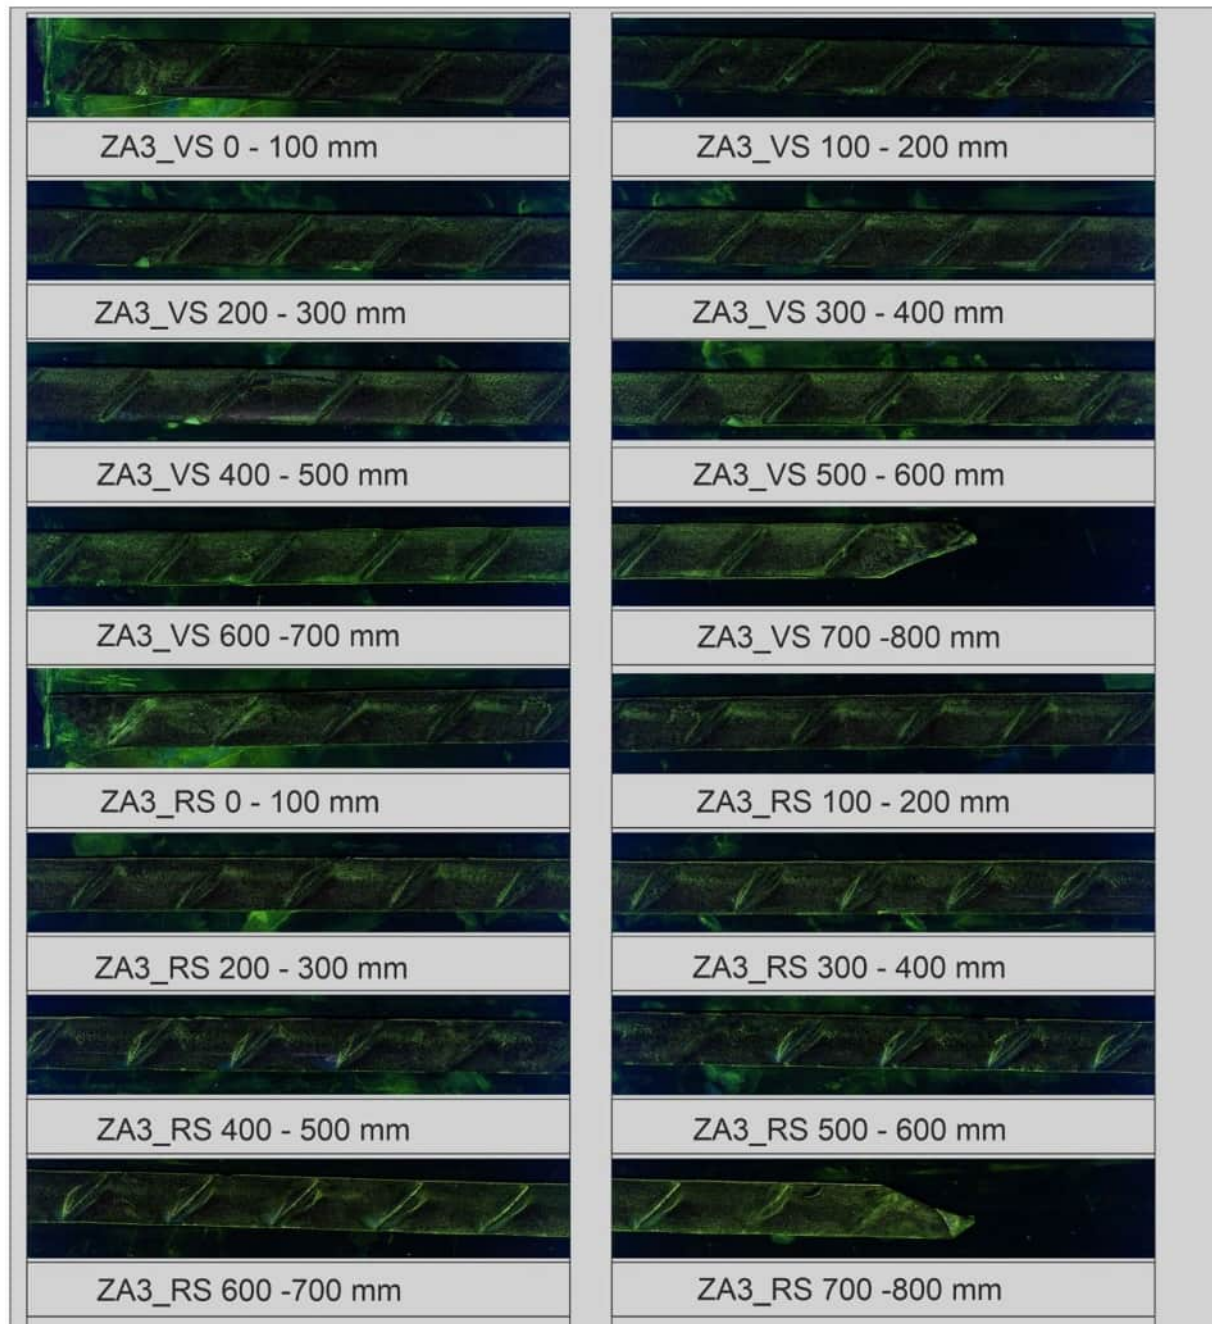 ZA3_VS 0 - 100 mm
ZA3_VS 100 - 200 mm
ZA3_VS 200 - 300 mm
ZA3_VS 300 - 400 mm
ZA3_VS 400 - 500 mm
ZA3_VS 500 - 600 mm
ZA3_VS 600 -700 mm
ZA3_VS 700 -800 mm
ZA3_RS 0 - 100 mm
ZA3_RS 100 - 200 mm
ZA3_RS 200 - 300 mm
ZA3_RS 300 - 400 mm
ZA3_RS 400 - 500 mm
ZA3_RS 500 - 600 mm
ZA3_RS 600 -700 mm
ZA3_RS 700 -800 mm